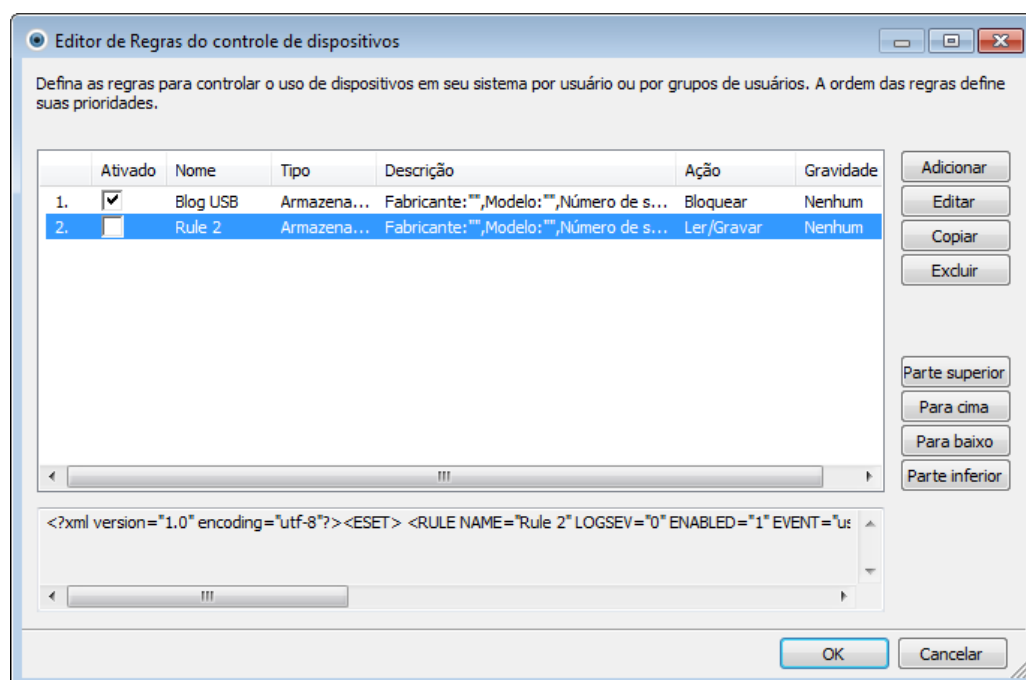 Editor de Regras do controle de dispositivos
Defina as regras para controlar o uso de dispositivos em seu sistema por usuário ou por grupos de usuários. A ordem das regras define
suas prioridades.
Ativado Nome Tipo Descrição Ação Gravidade
1. Blog USB Armazena... Fabricante:"",Modelo:"",Número de s... Bloquear Nenhum
2. Rule 2 Armazena... Fabricante:"",Modelo:"",Número de s... Ler/Gravar Nenhum
Adicionar
Editar
Copiar
Excluir
Parte superior
Para cima
Para baixo
Parte inferior
<?xml version="1.0" encoding="utf-8"?><ESET> <RULE NAME="Rule 2" LOGSEV="0" ENABLED="1" EVENT="us
OK Cancelar